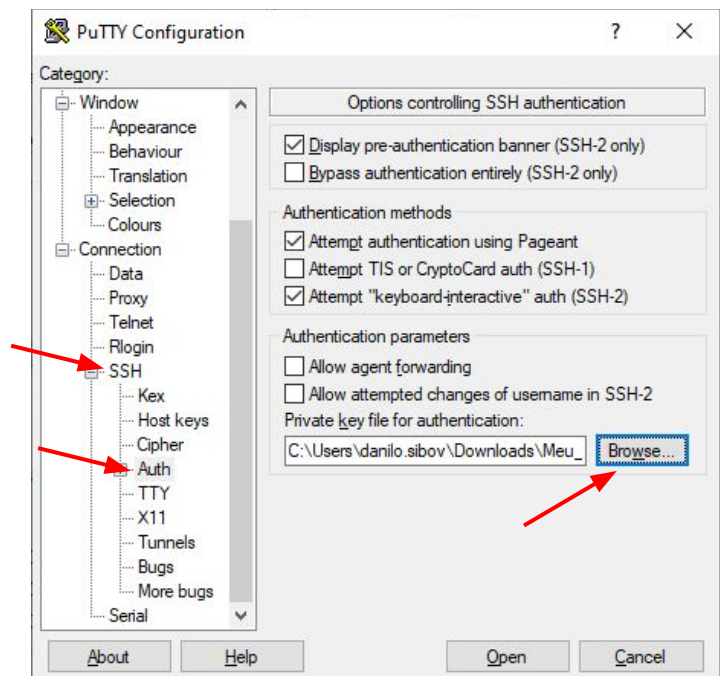 PuTTY Configuration
? X
Category:
Window
Appearance
Behaviour
Translation
Selection
Colours
Connection
Data
Proxy
Telnet
Rlogin
SSH
Kex
Host keys
Cipher
Auth
TTY
X11
Tunnels
Bugs
More bugs
Serial
Options controlling SSH authentication
Display pre-authentication banner (SSH-2 only)
Bypass authentication entirely (SSH-2 only)
Authentication methods
Attempt authentication using Pageant
Attempt TIS or CryptoCard auth (SSH-1)
Attempt "keyboard-interactive" auth (SSH-2)
Authentication parameters
Allow agent forwarding
Allow attempted changes of username in SSH-2
Private key file for authentication:
C:\Users\danilo.sibov\Downloads\Meu_ Browse...
About Help Open Cancel